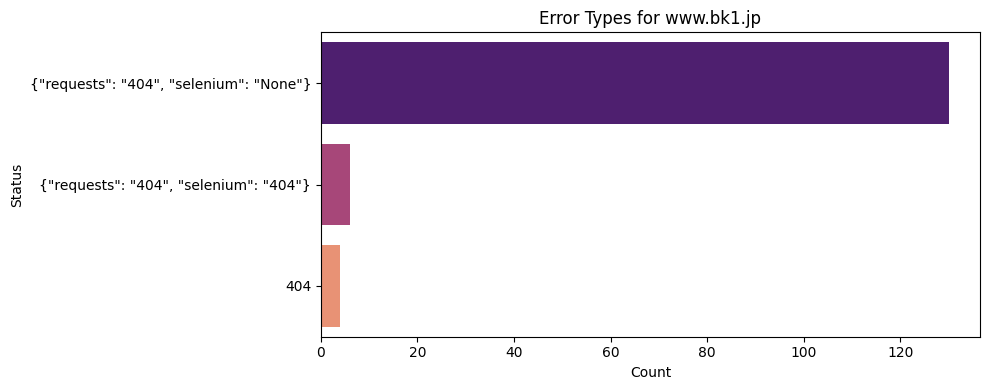 Error Types for www.bk1.jp
Status
{"requests": "404", "selenium": "None"}
{"requests": "404", "selenium": "404"}
404
0 20 40 60 80 100 120
Count